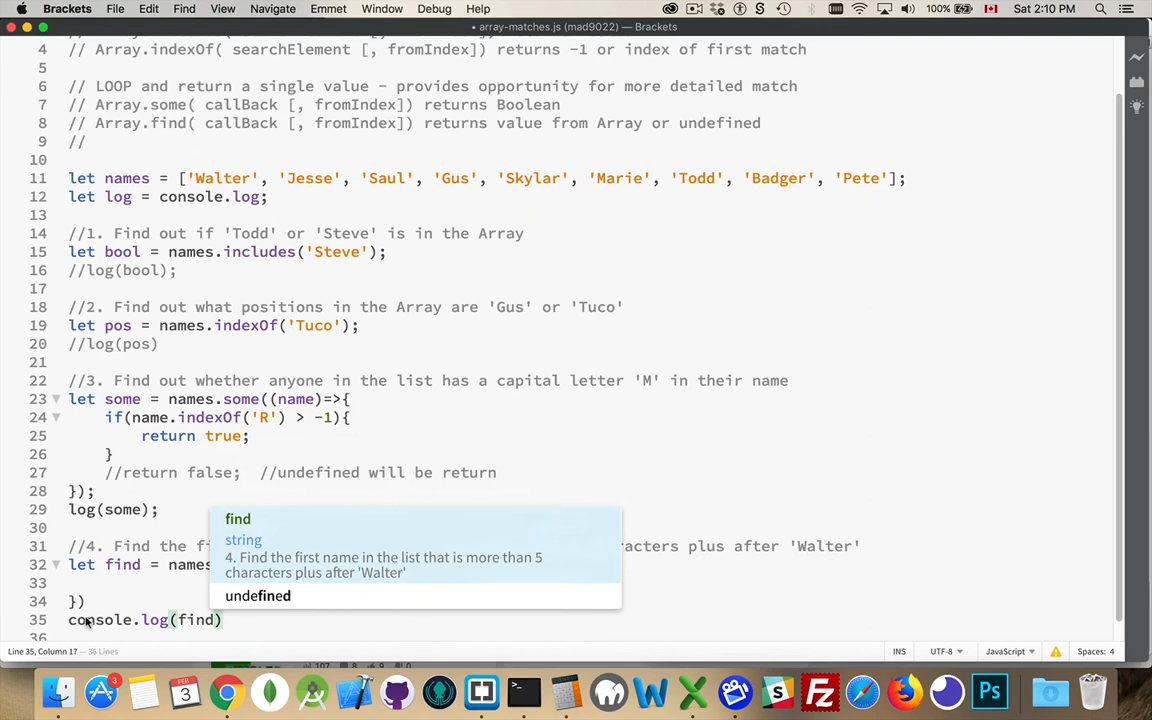 Brackets File Edit Find View Navigate Emmet Window Debug Help 100% Sat 2:10 PM
• array-matches.js (mad9022) — Brackets
4 // Array.indexOf( searchElement [, fromIndex]) returns -1 or index of first match
5
6 // LOOP and return a single value - provides opportunity for more detailed match
7 // Array.some( callBack [, fromIndex]) returns Boolean
8 // Array.find( callBack [, fromIndex]) returns value from Array or undefined
9 //
10
11 let names = ['Walter', 'Jesse', 'Saul', 'Gus', 'Skylar', 'Marie', 'Todd', 'Badger', 'Pete'];
12 let log = console.log;
13
14 //1. Find out if 'Todd' or 'Steve' is in the Array
15 let bool = names.includes('Steve');
16 //log(bool);
17
18 //2. Find out what positions in the Array are 'Gus' or 'Tuco'
19 let pos = names.indexOf('Tuco');
20 //log(pos)
21
22 //3. Find out whether anyone in the list has a capital letter 'M' in their name
23 let some = names.some((name)=>{
24 if(name.indexOf('R') > -1){
25 return true;
26 }
27 //return false; //undefined will be return
28 });
29 log(some);
30
31 //4. Find the fi racters plus after 'Walter'
32 let find = names
33
34 })
35 console.log(find)
36
find
string
4. Find the first name in the list that is more than 5
characters plus after 'Walter'
undefined
Line 35, Column 17 — 36 Lines INS UTF-8 JavaScript Spaces: 4
107 8 9 0
3 FEB 3 W X S Fz Ps